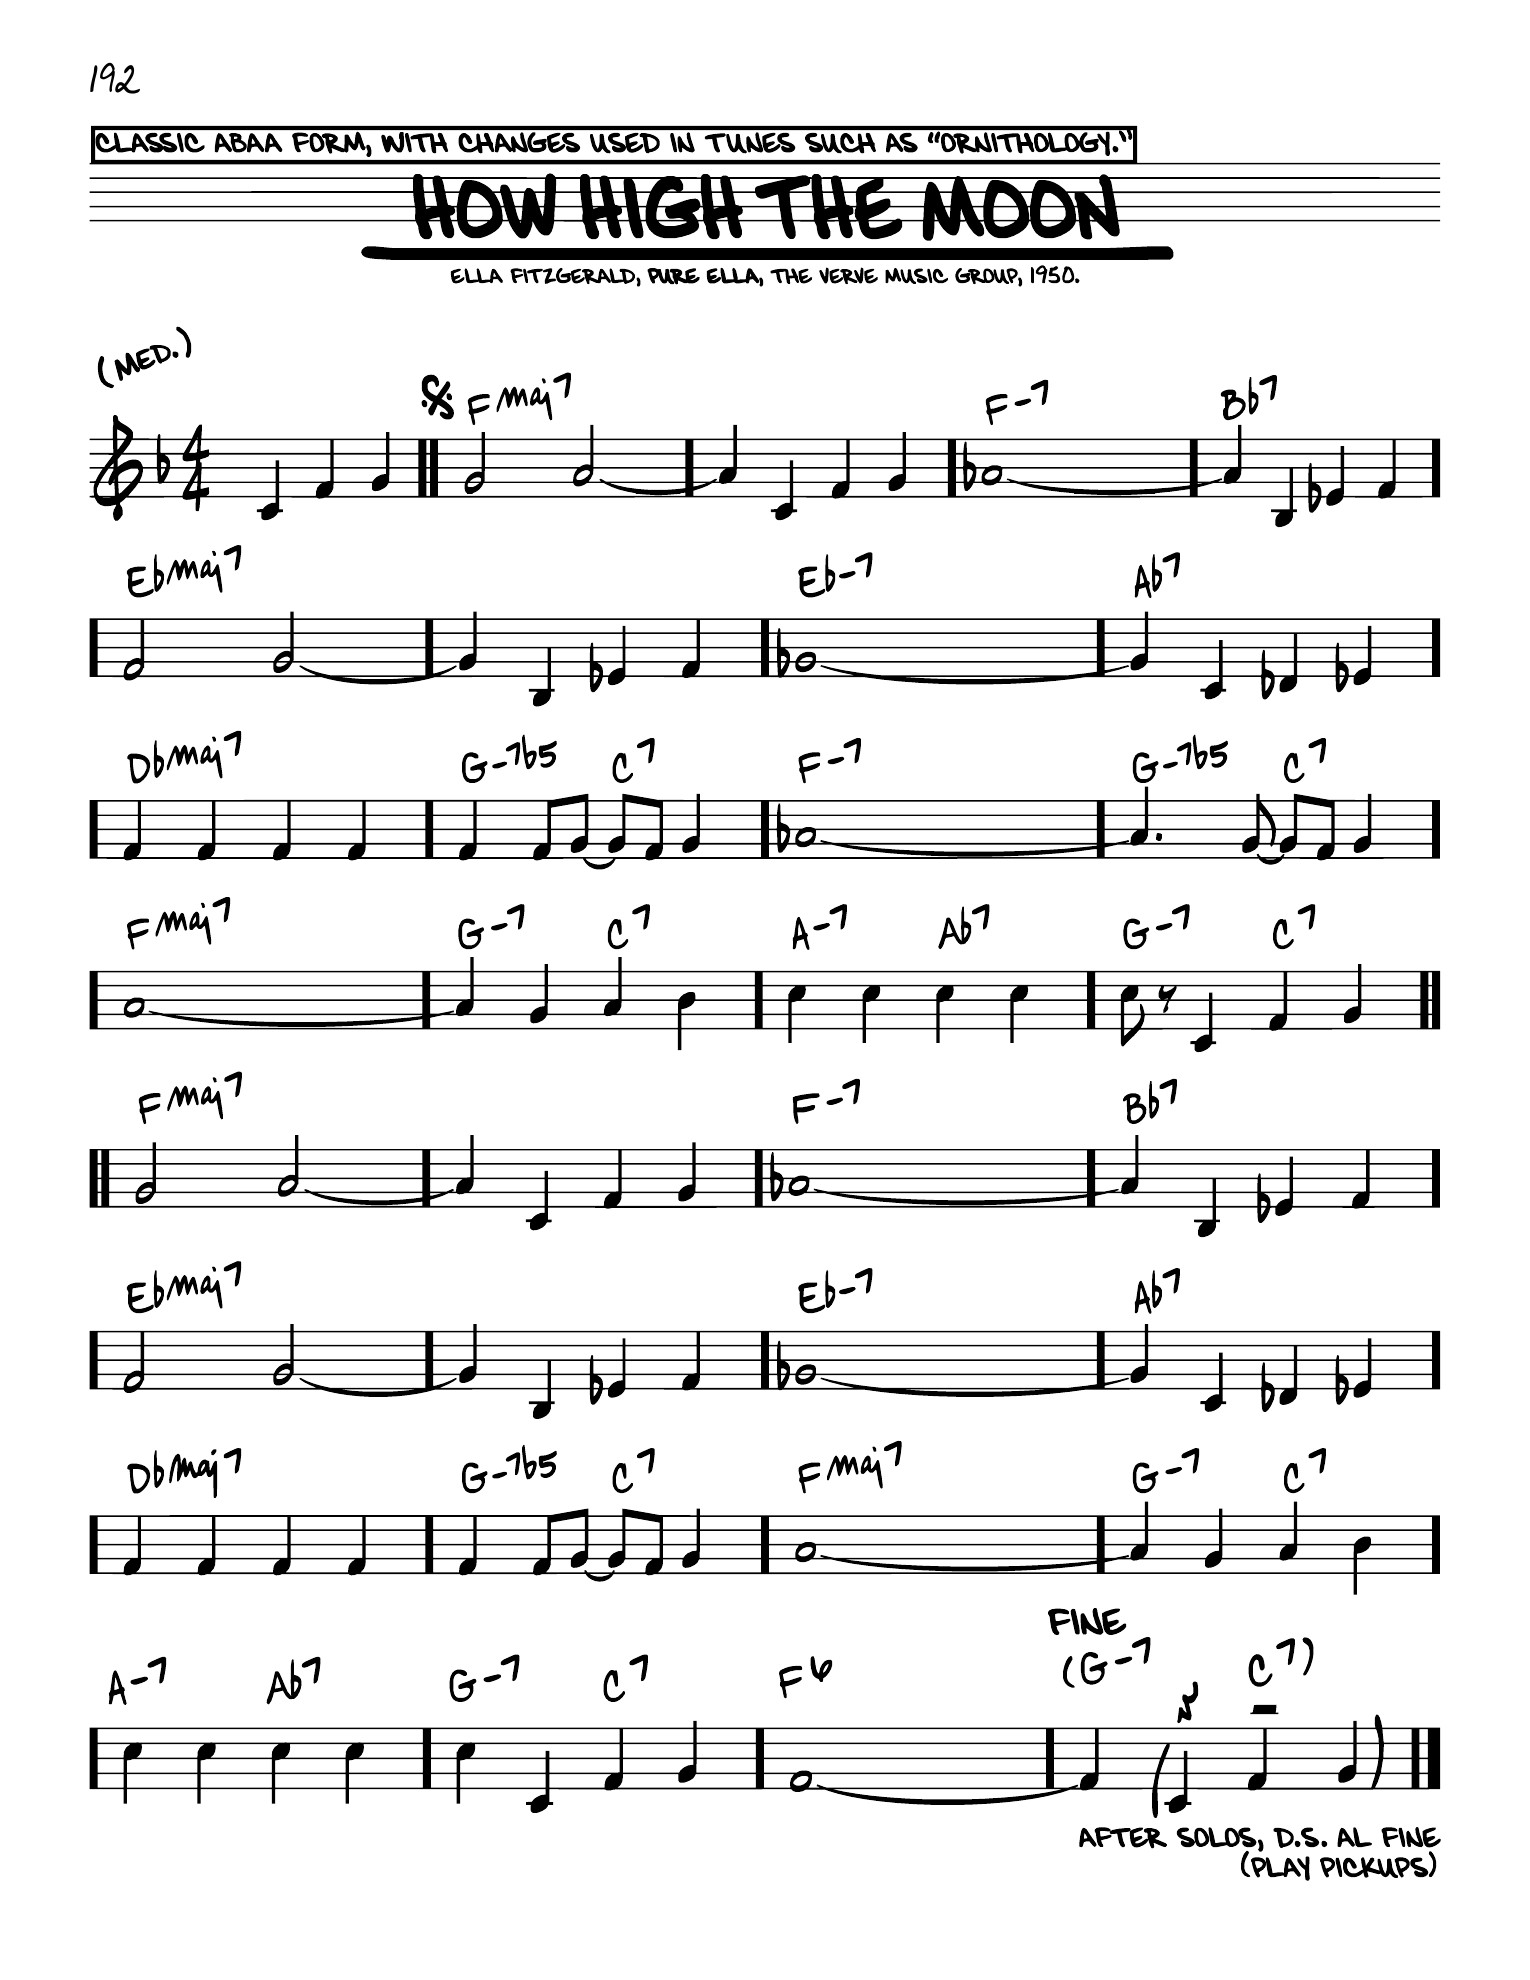 192
CLASSIC ABAA FORM, WITH CHANGES USED IN TUNES SUCH AS "ORNITHOLOGY."
HOW HIGH THE MOON
ELLA FITZGERALD, PURE ELLA, THE VERVE MUSIC GROUP, 1950.
(MED.)
Fmaj7 F-7 Bb7
4
4
Ebmaj7 Eb-7 Ab7
Dbmaj7 G-7b5 C7 F-7 G-7b5 C7
Fmaj7 G-7 C7 A-7 Ab7 G-7 C7
Fmaj7 F-7 Bb7
Ebmaj7 Eb-7 Ab7
Dbmaj7 G-7b5 C7 Fmaj7 G-7 C7
FINE
A-7 Ab7 G-7 C7 F6 (G-7 C7)
AFTER SOLOS, D.S. AL FINE
(PLAY PICKUPS)